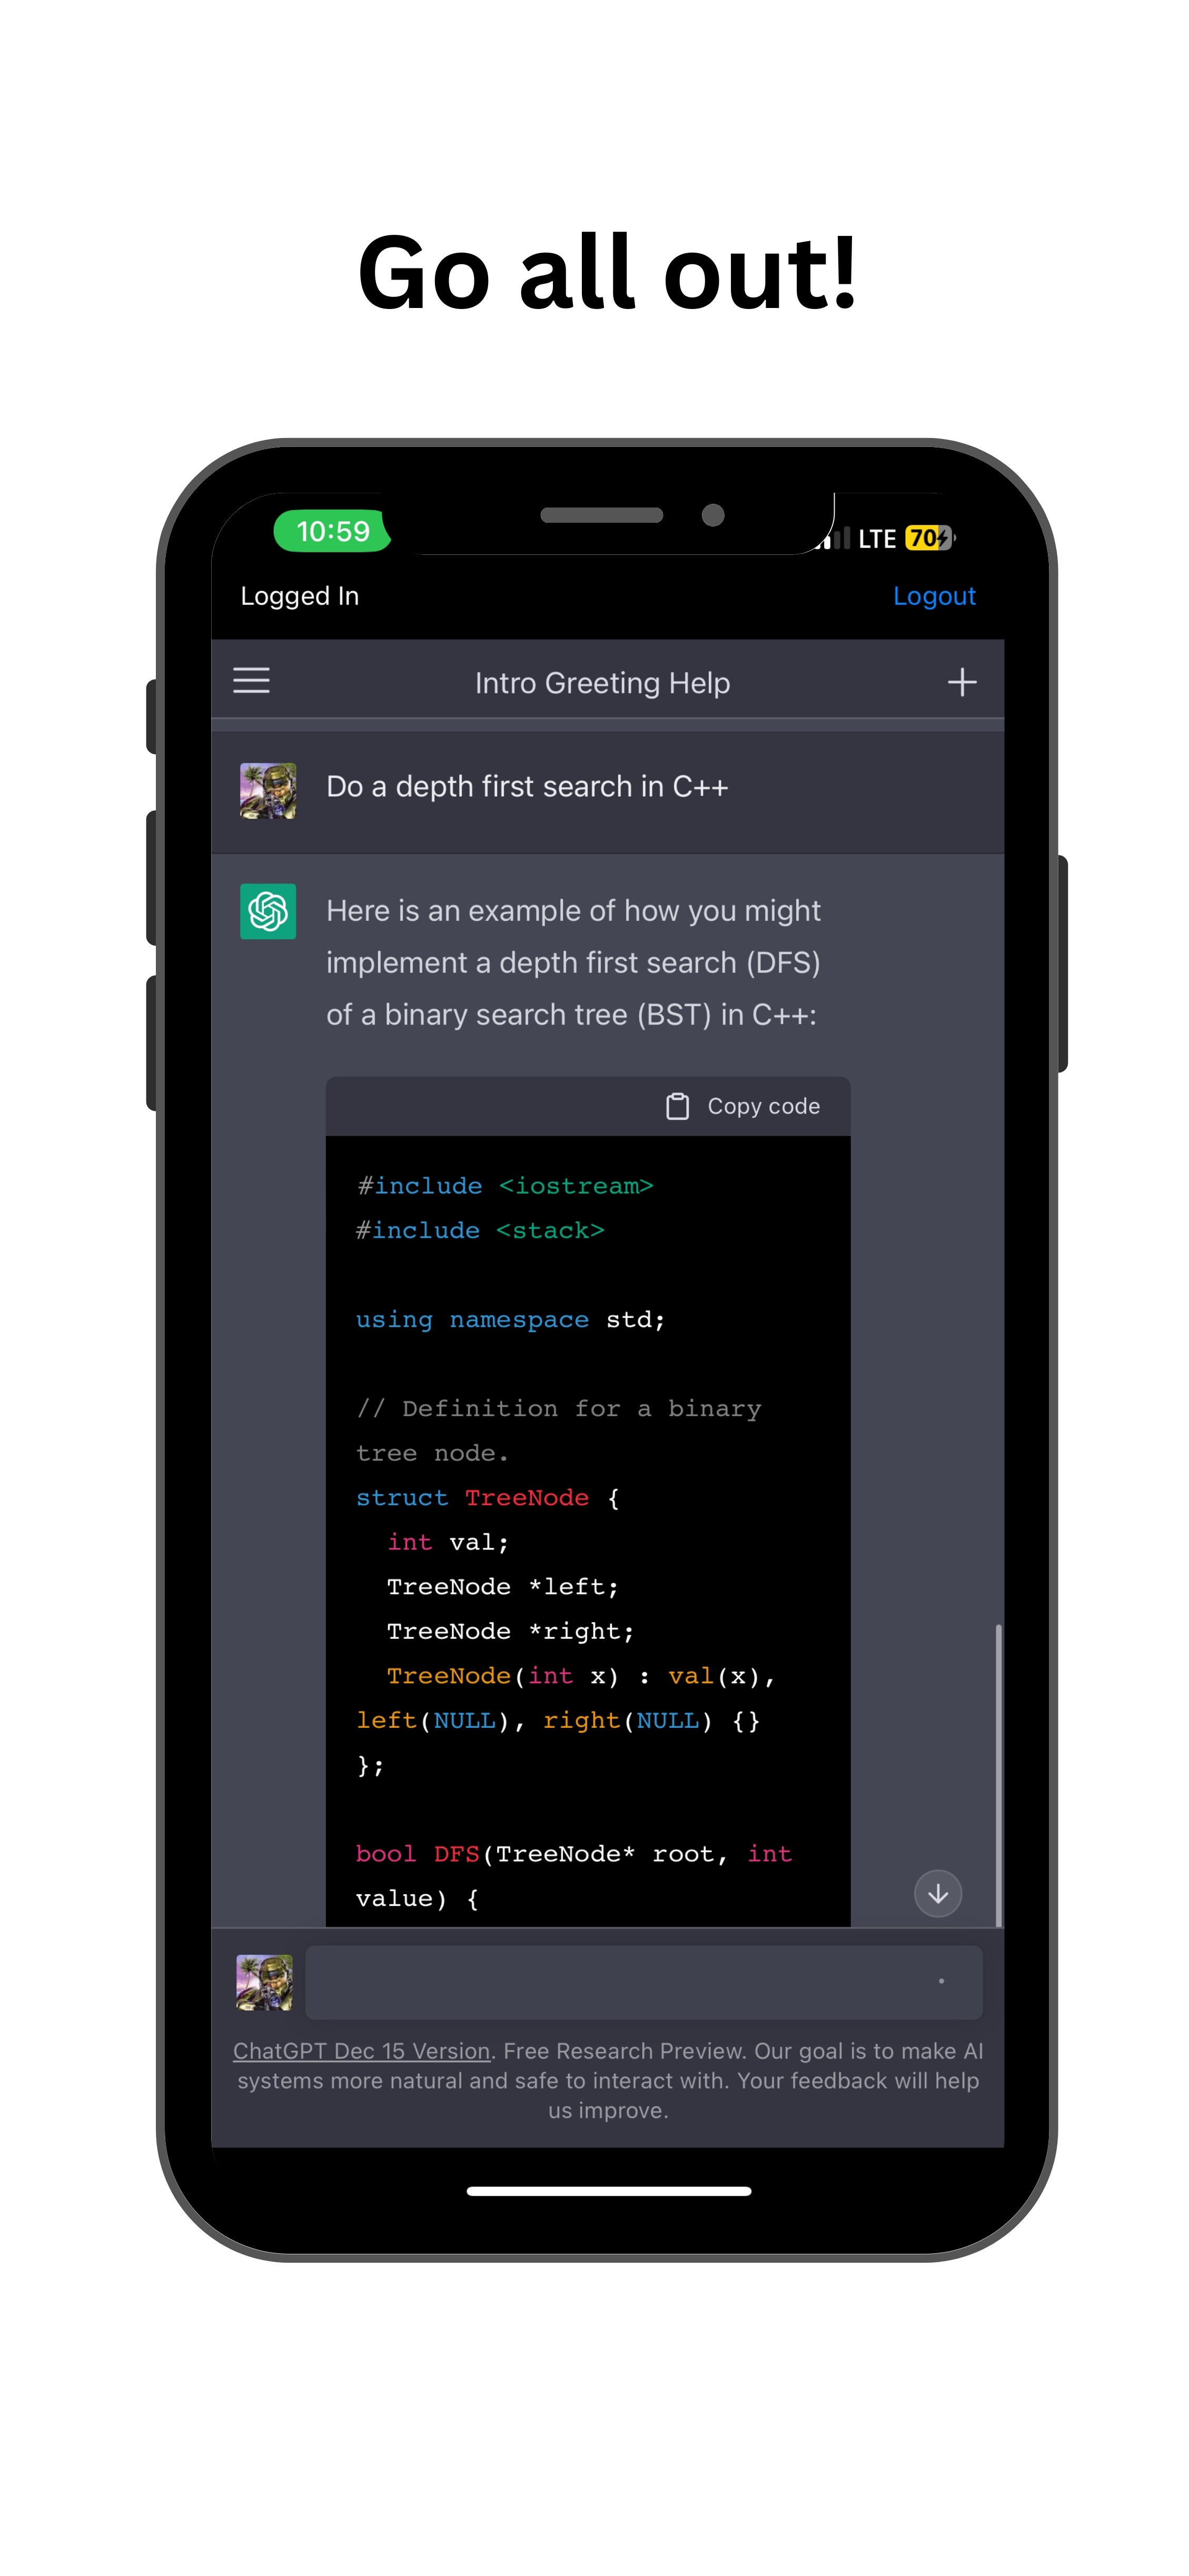 Go all out!
10:59
LTE 70
Logged In
Logout
Intro Greeting Help
Do a depth first search in C++
Here is an example of how you might
implement a depth first search (DFS)
of a binary search tree (BST) in C++:
Copy code
#include <iostream>
#include <stack>
using namespace std;
// Definition for a binary
tree node.
struct TreeNode {
int val;
TreeNode *left;
TreeNode *right;
TreeNode(int x) : val(x),
left(NULL), right(NULL) {}
};
bool DFS(TreeNode* root, int
value) {
ChatGPT Dec 15 Version. Free Research Preview. Our goal is to make AI
systems more natural and safe to interact with. Your feedback will help
us improve.